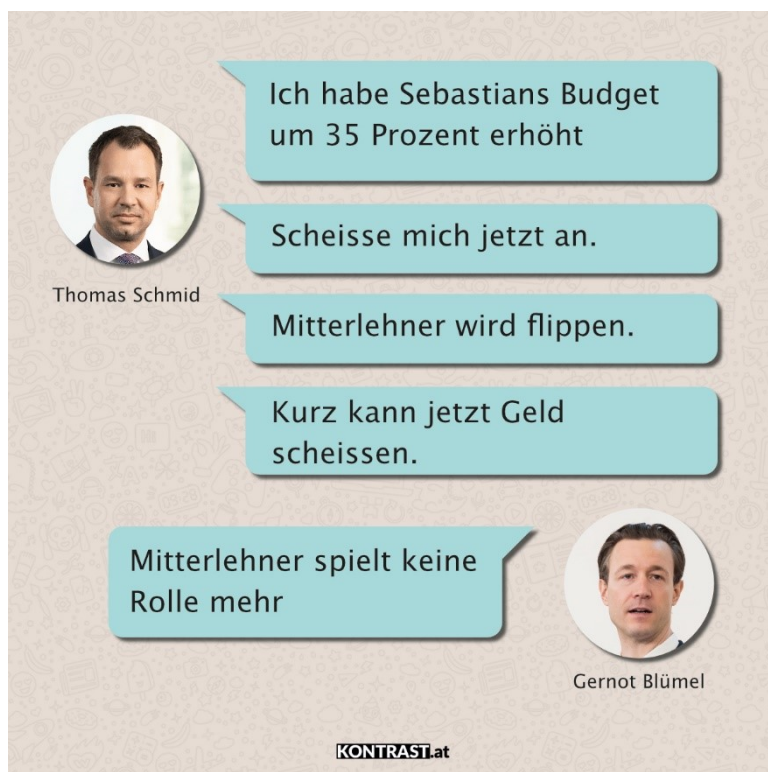 Ich habe Sebastians Budget
um 35 Prozent erhöht
Scheisse mich jetzt an.
Thomas Schmid
Mitterlehner wird flippen.
Kurz kann jetzt Geld
scheissen.
Mitterlehner spielt keine
Rolle mehr
Gernot Blümel
KONTRAST.at